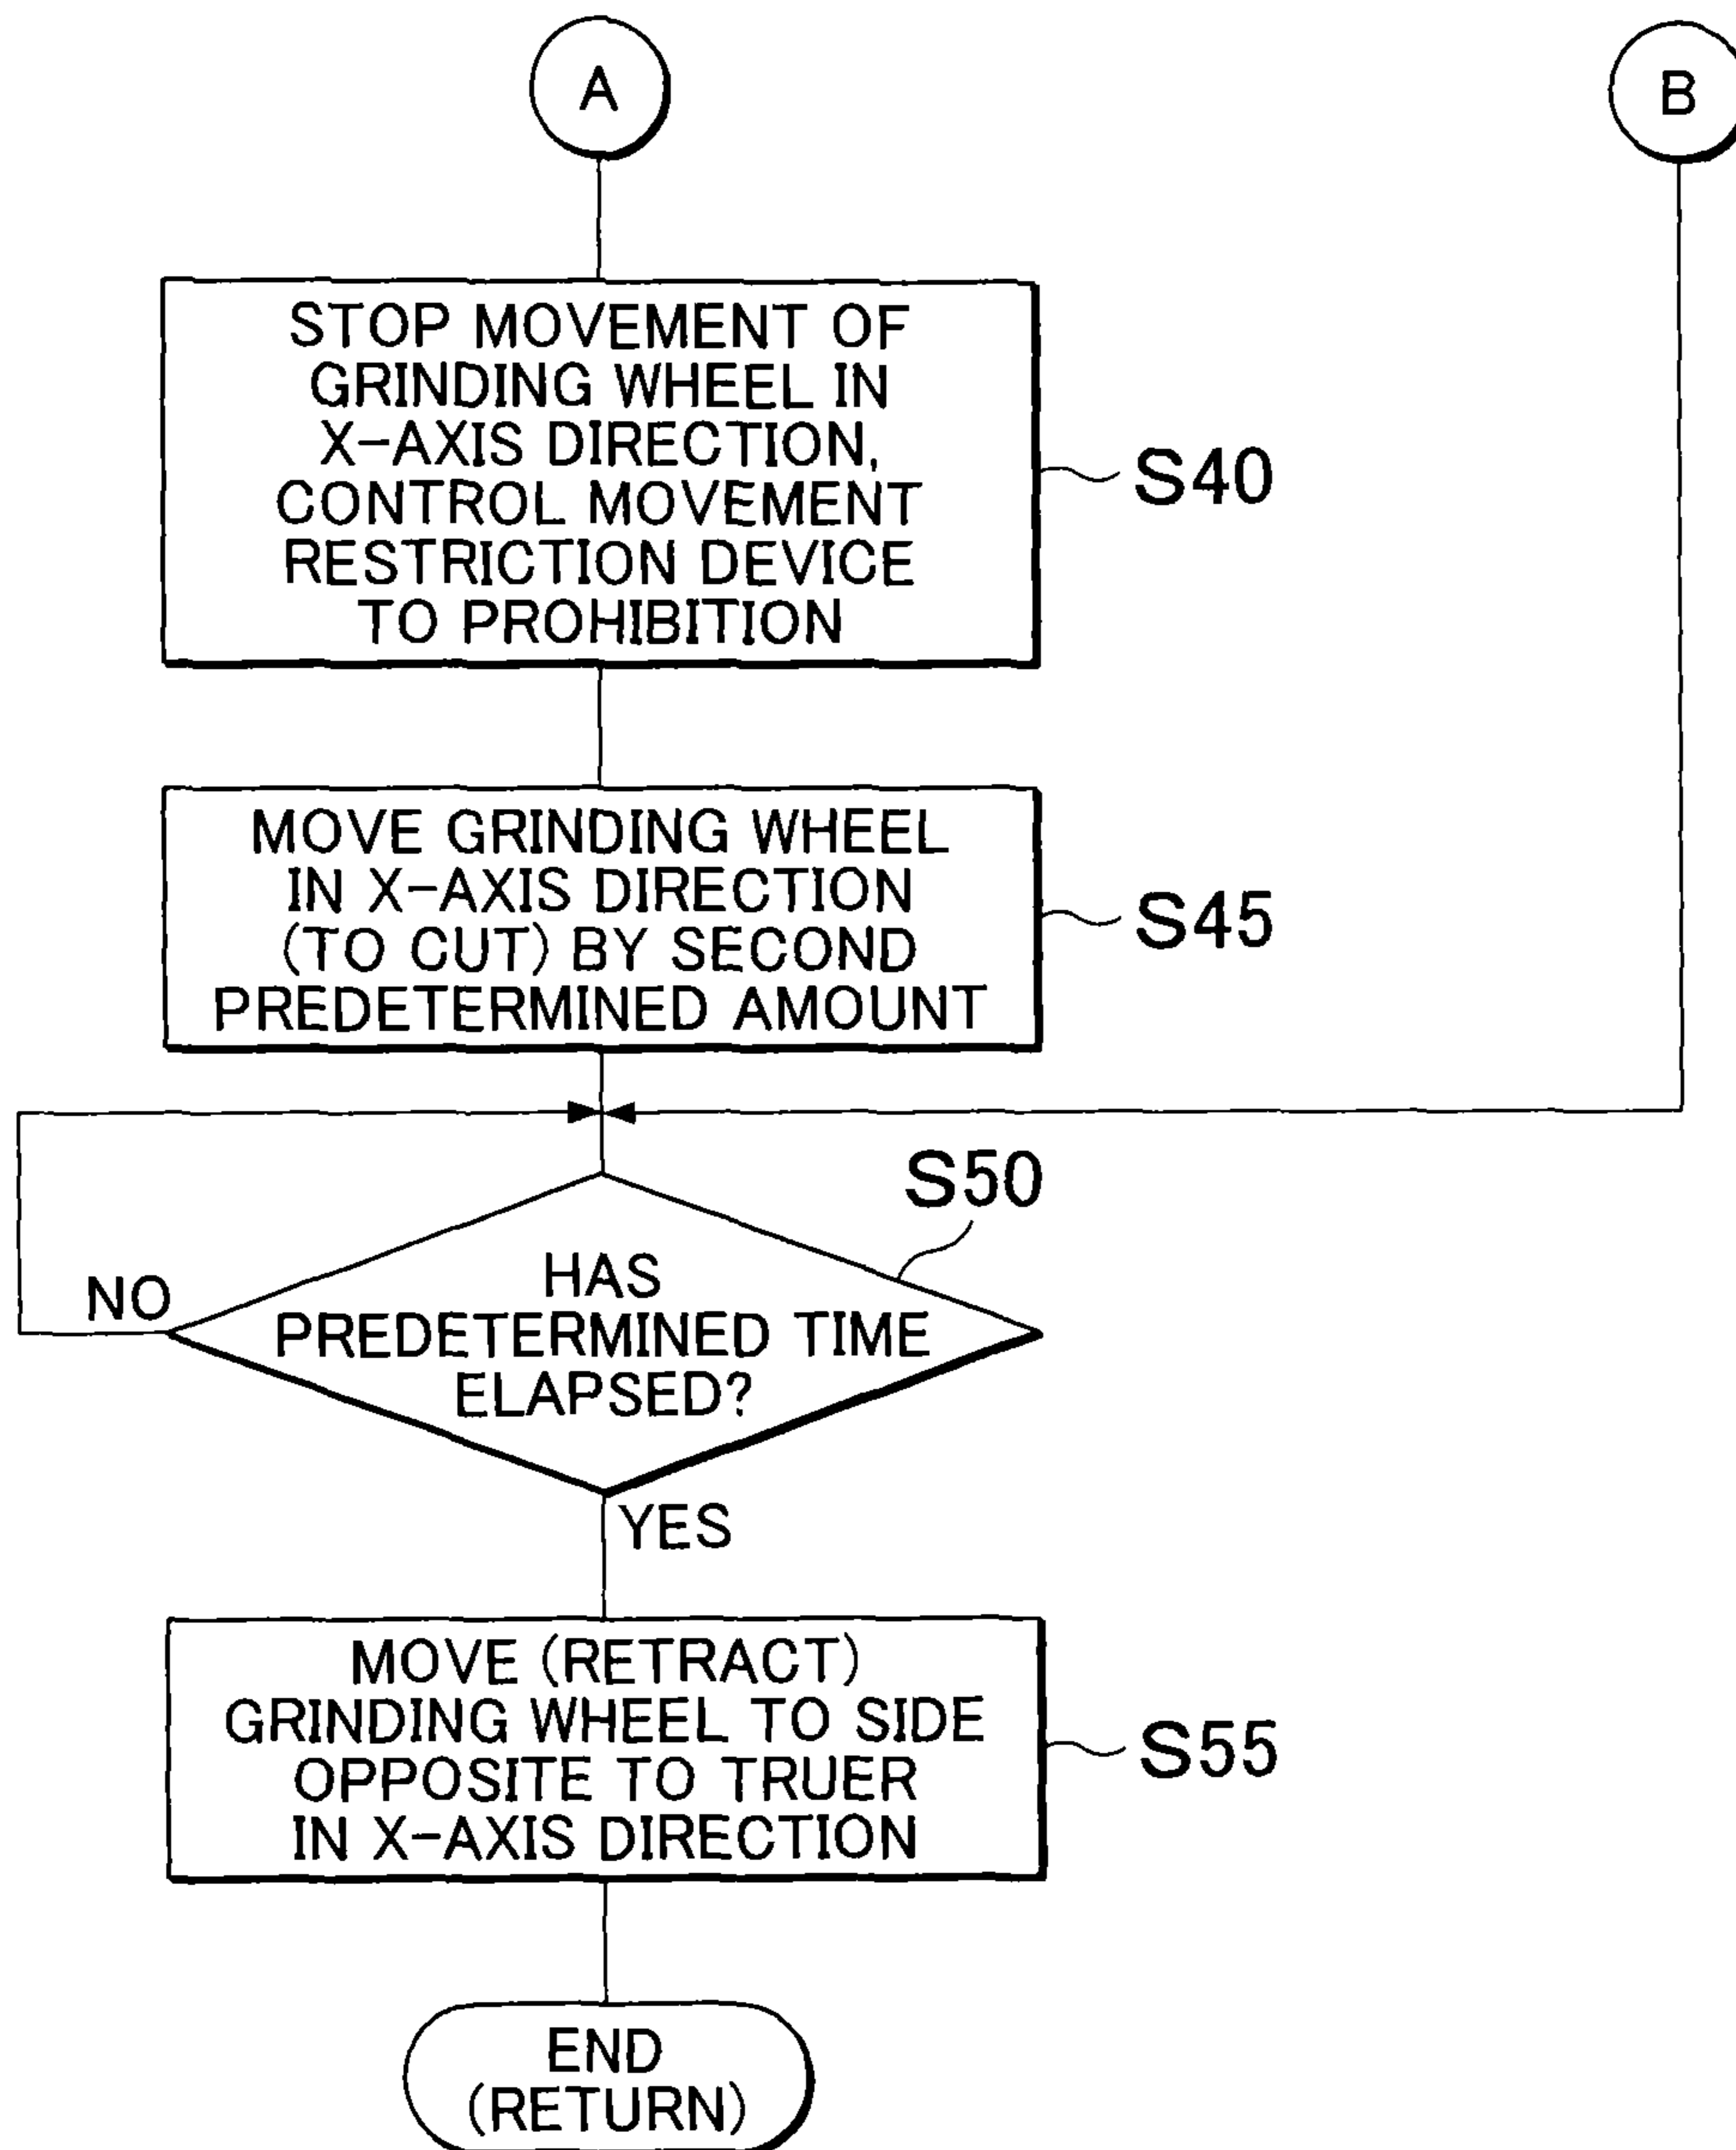 A
B
STOP MOVEMENT OF
GRINDING WHEEL IN
X-AXIS DIRECTION,
CONTROL MOVEMENT
RESTRICTION DEVICE
TO PROHIBITION
S40
MOVE GRINDING WHEEL
IN X-AXIS DIRECTION
(TO CUT) BY SECOND
PREDETERMINED AMOUNT
S45
S50
HAS
PREDETERMINED TIME
ELAPSED?
NO
YES
MOVE (RETRACT)
GRINDING WHEEL TO SIDE
OPPOSITE TO TRUER
IN X-AXIS DIRECTION
S55
END
(RETURN)